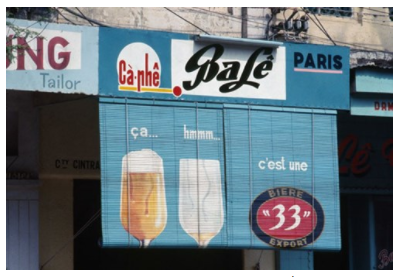 NG
Tailor
Cà-phê
BaLê
PARIS
ça...
hmmm...
c'est une
BIERE
"33"
EXPORT